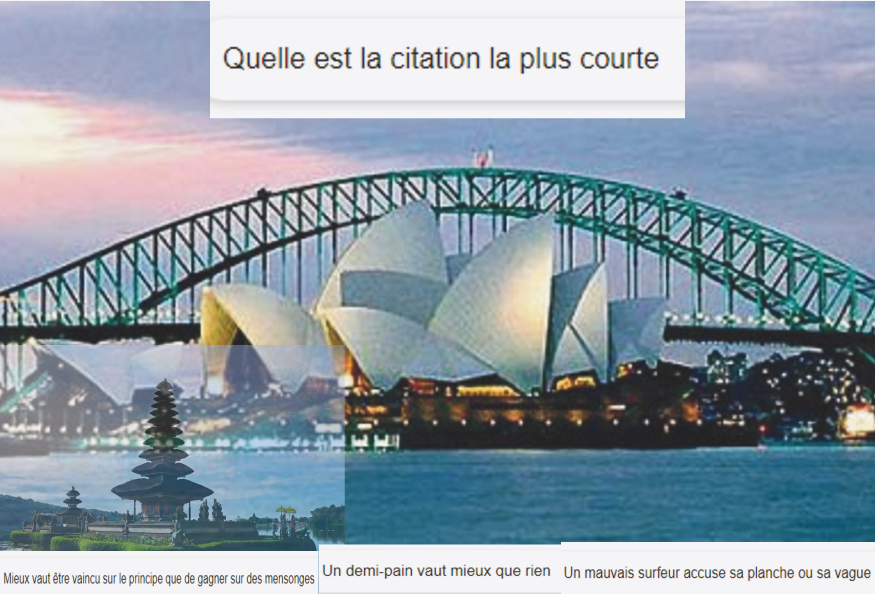 Quelle est la citation la plus courte
Mieux vaut être vaincu sur le principe que de gagner sur des mensonges
Un demi-pain vaut mieux que rien
Un mauvais surfeur accuse sa planche ou sa vague